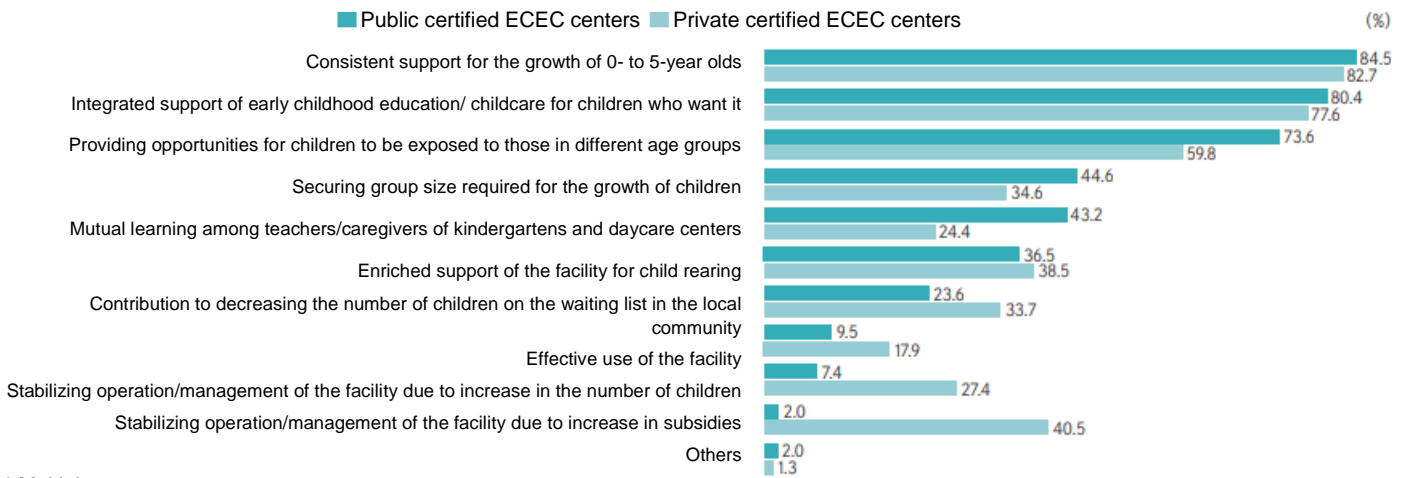 Public certified ECEC centers Private certified ECEC centers (%)
Consistent support for the growth of 0- to 5-year olds 84.5
82.7
Integrated support of early childhood education/ childcare for children who want it 80.4
77.6
Providing opportunities for children to be exposed to those in different age groups 73.6
59.8
Securing group size required for the growth of children 44.6
34.6
Mutual learning among teachers/caregivers of kindergartens and daycare centers 43.2
24.4
Enriched support of the facility for child rearing 36.5
38.5
Contribution to decreasing the number of children on the waiting list in the local 23.6
community 33.7
Effective use of the facility 9.5
17.9
Stabilizing operation/management of the facility due to increase in the number of children 7.4
27.4
Stabilizing operation/management of the facility due to increase in subsidies 2.0
40.5
Others 2.0
1.3